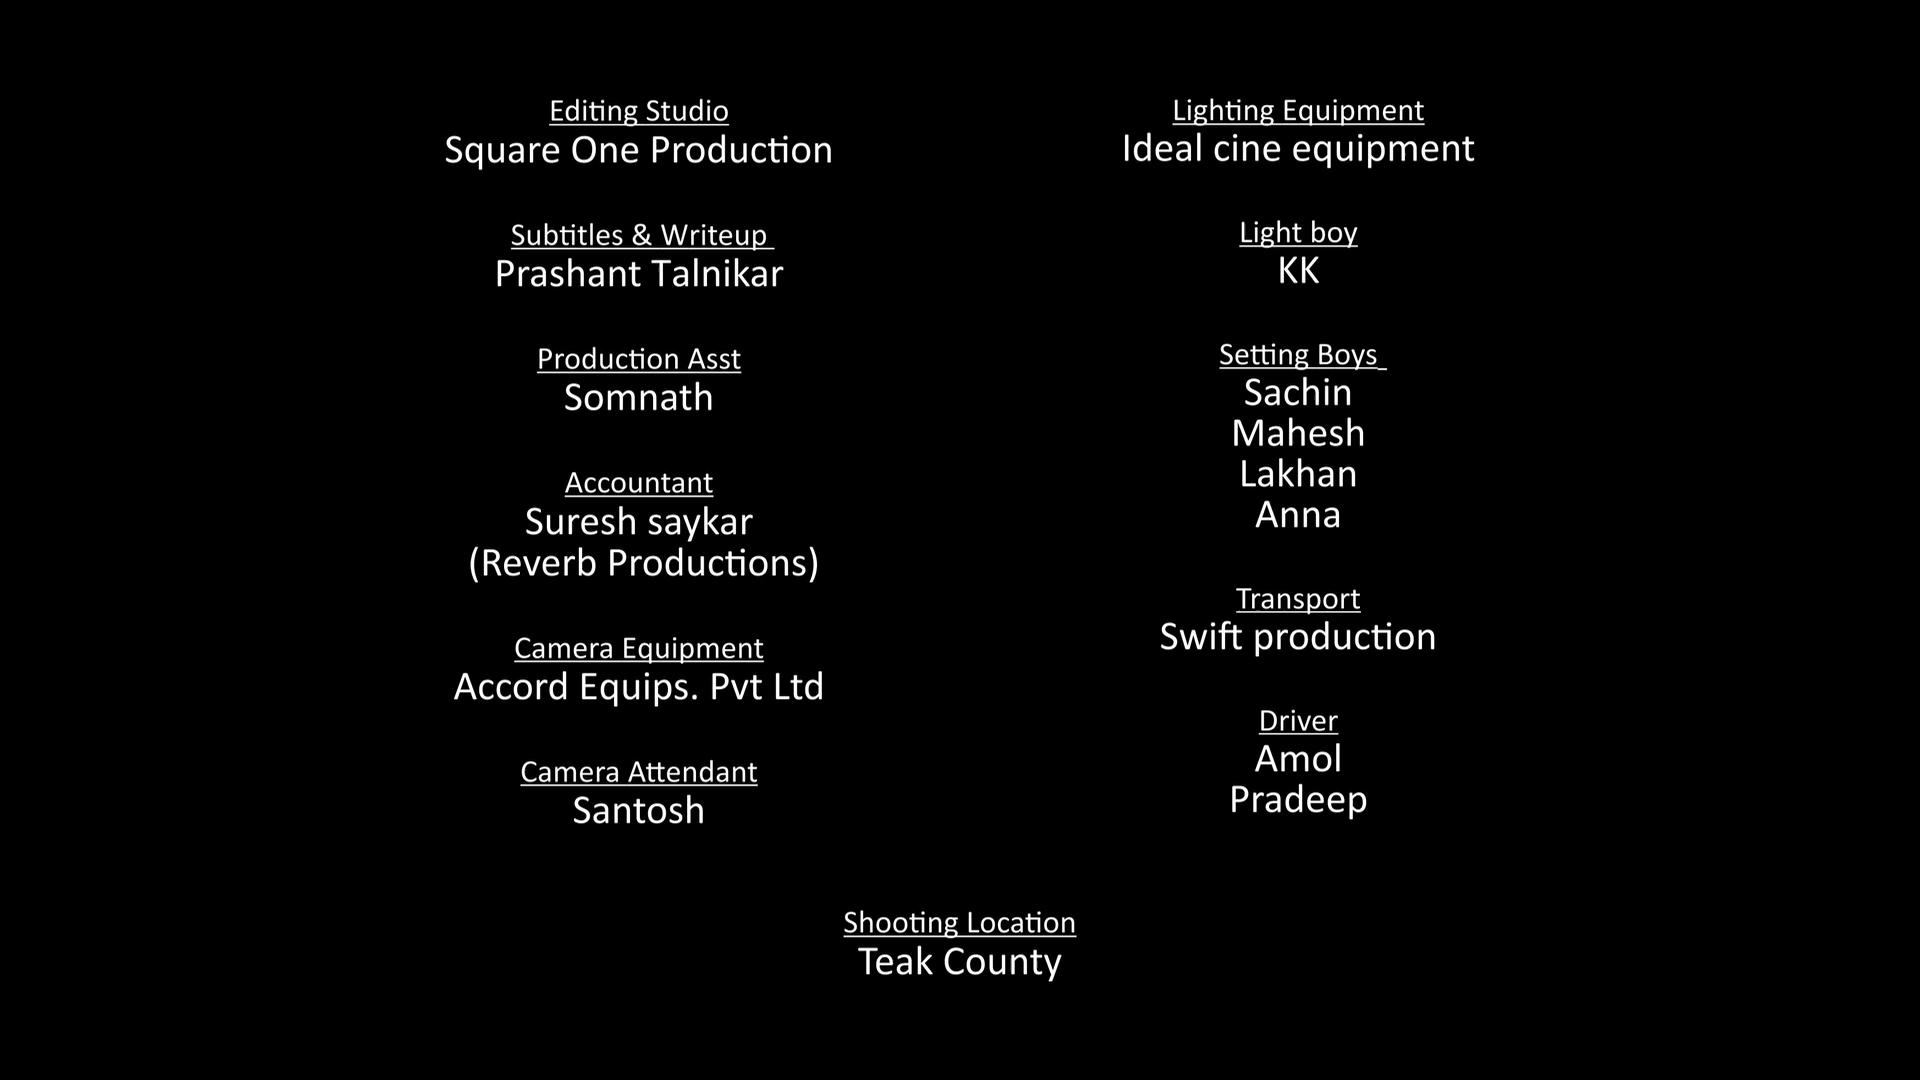 Editing Studio
Square One Production
Subtitles & Writeup
Prashant Talnikar
Production Asst
Somnath
Accountant
Suresh saykar
(Reverb Productions)
Camera Equipment
Accord Equips. Pvt Ltd
Camera Attendant
Santosh
Lighting Equipment
Ideal cine equipment
Light boy
KK
Setting Boys
Sachin
Mahesh
Lakhan
Anna
Transport
Swift production
Driver
Amol
Pradeep
Shooting Location
Teak County